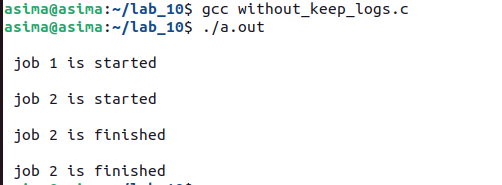 asima@asima:~/lab_10$ gcc without_keep_logs.c
asima@asima:~/lab_10$ ./a.out
job 1 is started
job 2 is started
job 2 is finished
job 2 is finished